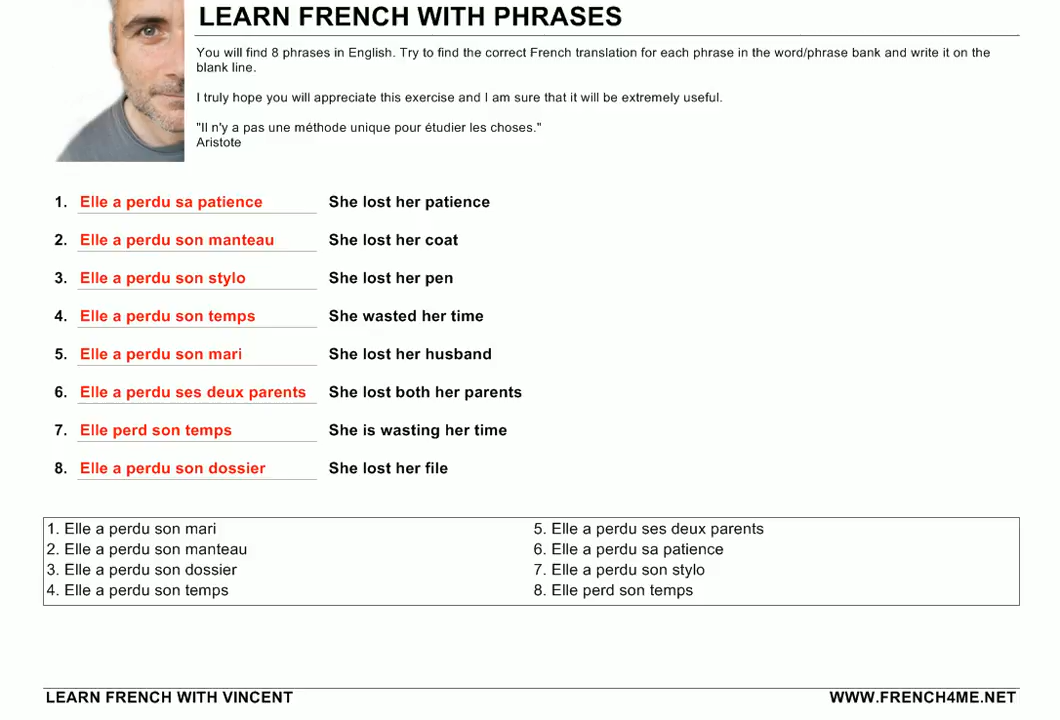 LEARN FRENCH WITH PHRASES
You will find 8 phrases in English. Try to find the correct French translation for each phrase in the word/phrase bank and write it on the
blank line.
I truly hope you will appreciate this exercise and I am sure that it will be extremely useful.
"Il n'y a pas une méthode unique pour étudier les choses."
Aristote
1. Elle a perdu sa patience She lost her patience
2. Elle a perdu son manteau She lost her coat
3. Elle a perdu son stylo She lost her pen
4. Elle a perdu son temps She wasted her time
5. Elle a perdu son mari She lost her husband
6. Elle a perdu ses deux parents She lost both her parents
7. Elle perd son temps She is wasting her time
8. Elle a perdu son dossier She lost her file
1. Elle a perdu son mari
2. Elle a perdu son manteau
3. Elle a perdu son dossier
4. Elle a perdu son temps
5. Elle a perdu ses deux parents
6. Elle a perdu sa patience
7. Elle a perdu son stylo
8. Elle perd son temps
LEARN FRENCH WITH VINCENT WWW.FRENCH4ME.NET